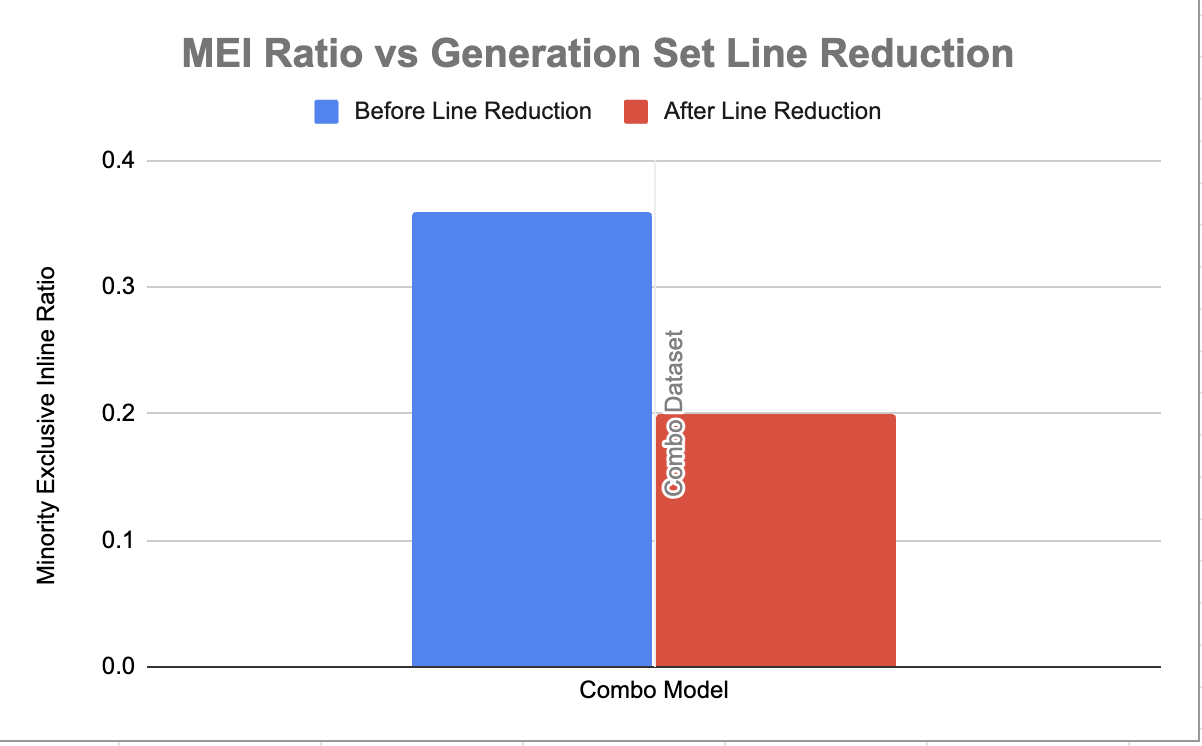 MEI Ratio vs Generation Set Line Reduction
Before Line Reduction After Line Reduction
0.4
0.3
0.2
0.1
0.0
Minority Exclusive Inline Ratio
Combo Dataset
Combo Model